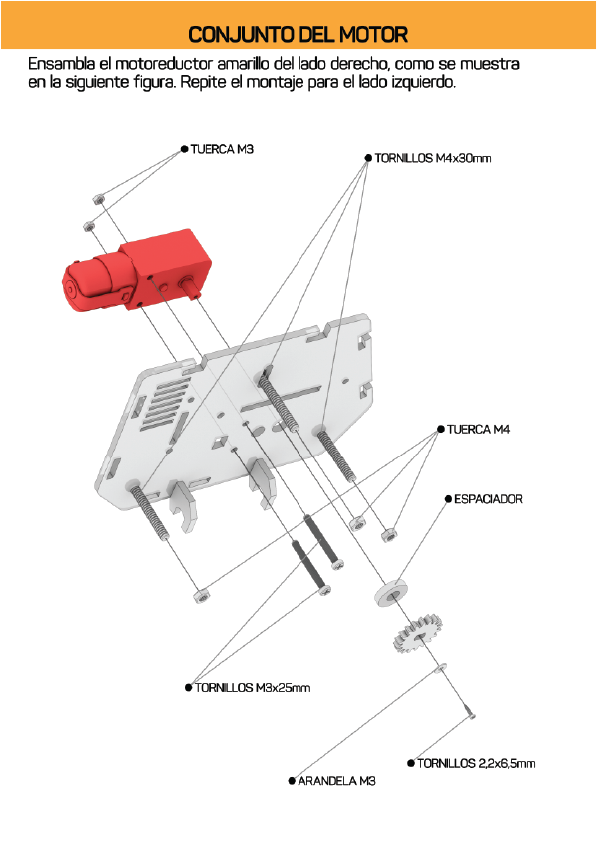 CONJUNTO DEL MOTOR
Ensambla el motoreductor amarillo del lado derecho, como se muestra
en la siguiente figura. Repite el montaje para el lado izquierdo.
TUERCA M3
TORNILLOS M4x30mm
TUERCA M4
ESPACIADOR
TORNILLOS M3x25mm
TORNILLOS 2,2x6,5mm
ARANDELA M3